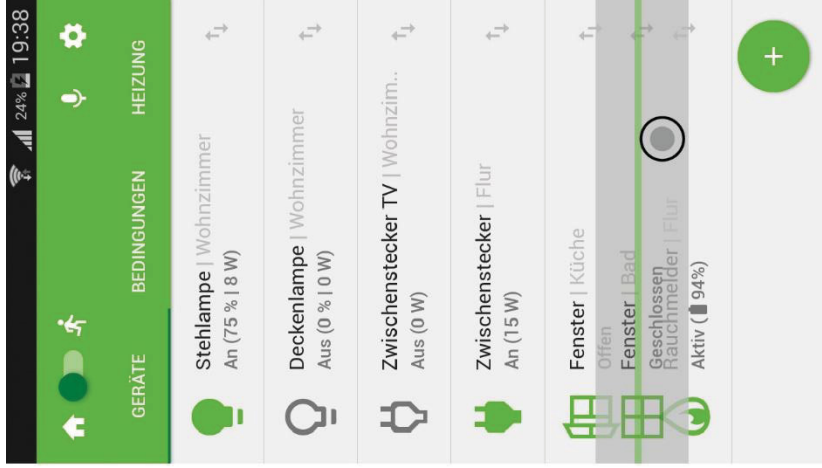 24% 19:38
GERÄTE BEDINGUNGEN HEIZUNG
Stehlampe | Wohnzimmer
An (75 % | 8 W)
Deckenlampe | Wohnzimmer
Aus (0 % | 0 W)
Zwischenstecker TV | Wohnzim..
Aus (0 W)
Zwischenstecker | Flur
An (15 W)
Fenster | Küche
Offen
Fenster | Bad
Geschlossen
Rauchmelder | Flur
Aktiv (94%)
+